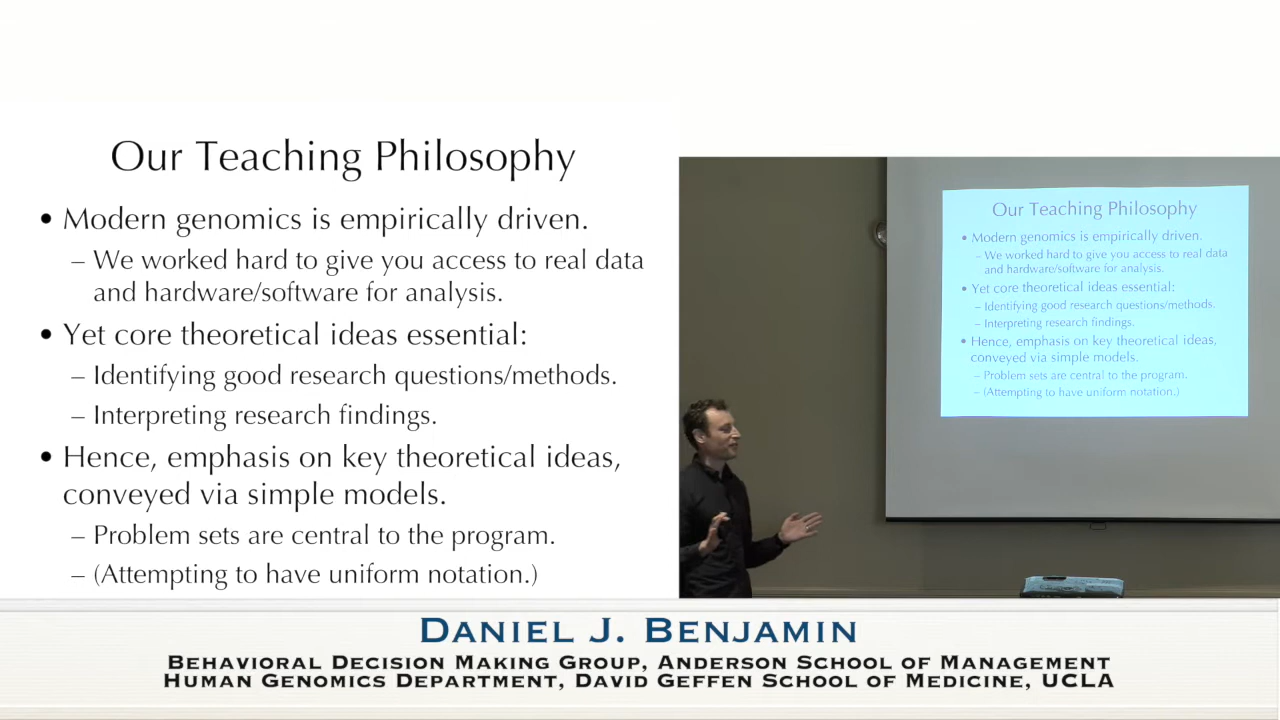 Our Teaching Philosophy
• Modern genomics is empirically driven.
– We worked hard to give you access to real data
and hardware/software for analysis.
• Yet core theoretical ideas essential:
– Identifying good research questions/methods.
– Interpreting research findings.
• Hence, emphasis on key theoretical ideas,
conveyed via simple models.
– Problem sets are central to the program.
– (Attempting to have uniform notation.)
Our Teaching Philosophy
• Modern genomics is empirically driven.
– We worked hard to give you access to real data
and hardware/software for analysis.
• Yet core theoretical ideas essential:
– Identifying good research questions/methods.
– Interpreting research findings.
• Hence, emphasis on key theoretical ideas,
conveyed via simple models.
– Problem sets are central to the program.
– (Attempting to have uniform notation.)
Daniel J. Benjamin
Behavioral Decision Making Group, Anderson School of Management
Human Genomics Department, David Geffen School of Medicine, UCLA